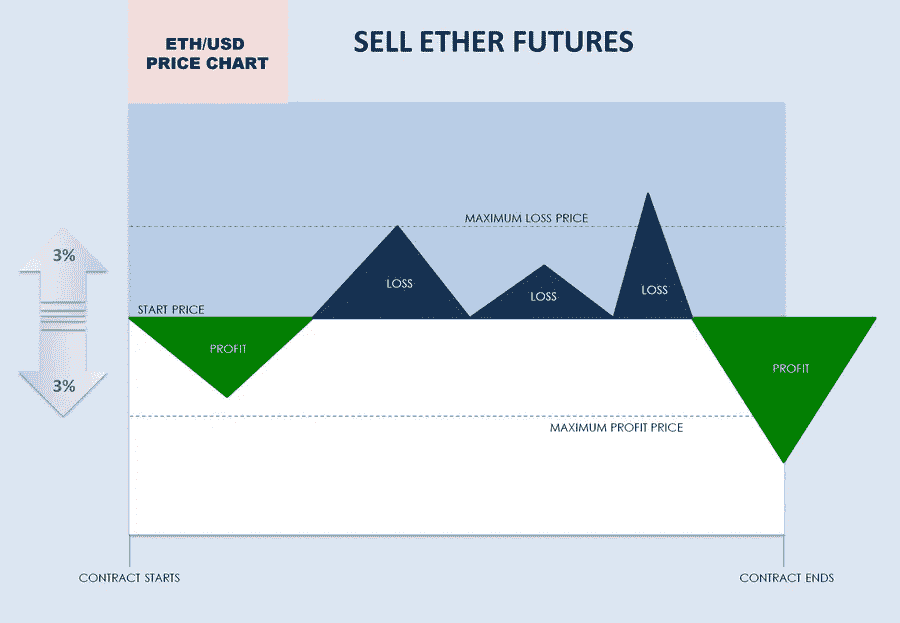 ETH/USD
PRICE CHART
SELL ETHER FUTURES
MAXIMUM LOSS PRICE
3%
LOSS
LOSS
LOSS
START PRICE
PROFIT
PROFIT
3%
MAXIMUM PROFIT PRICE
CONTRACT STARTS
CONTRACT ENDS